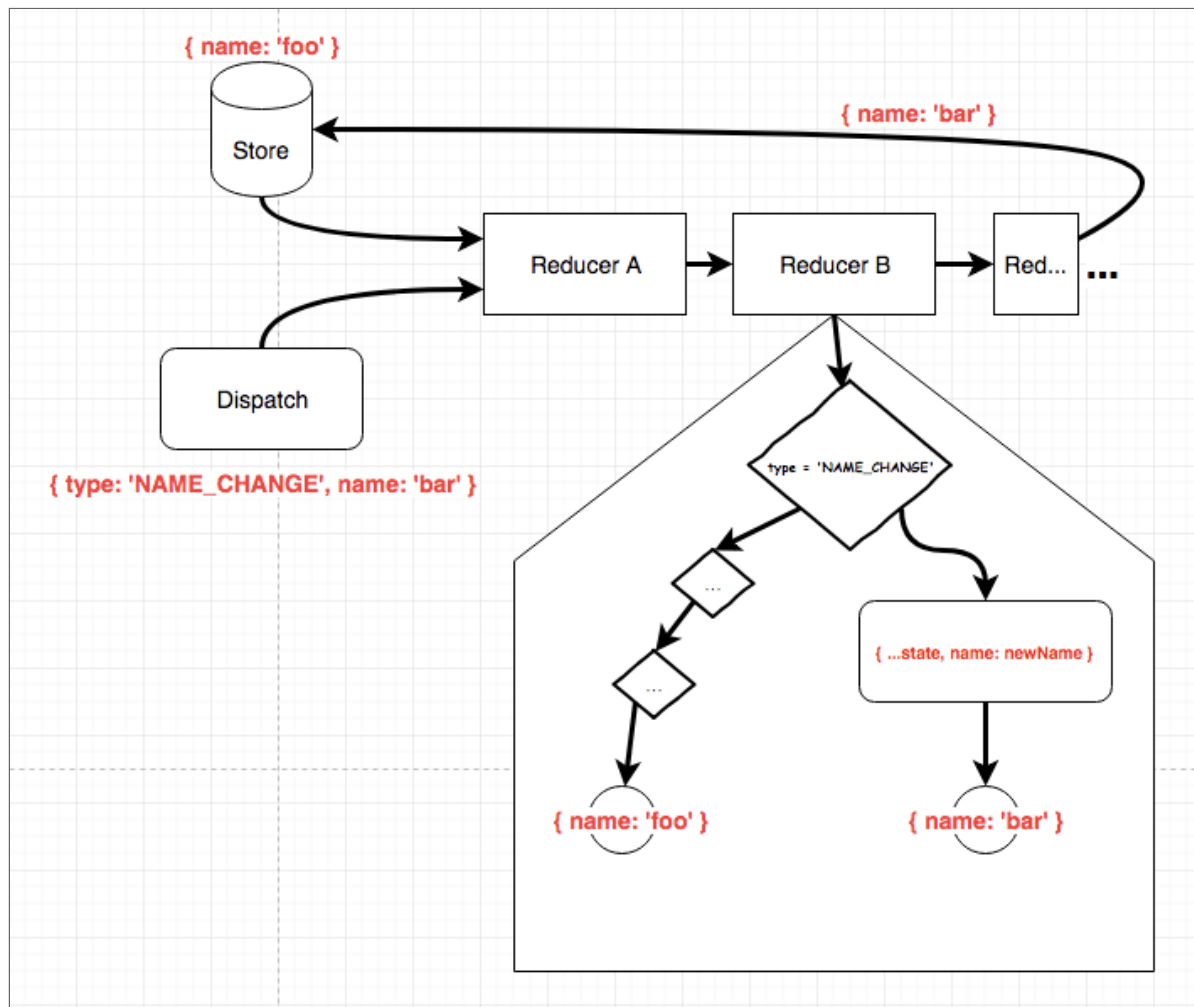 { name: 'foo' }
{ name: 'bar' }
Store
Reducer A
Reducer B
Red...
...
Dispatch
{ type: 'NAME_CHANGE', name: 'bar' }
type = 'NAME_CHANGE'
...
{ ...state, name: newName }
...
{ name: 'foo' }
{ name: 'bar' }